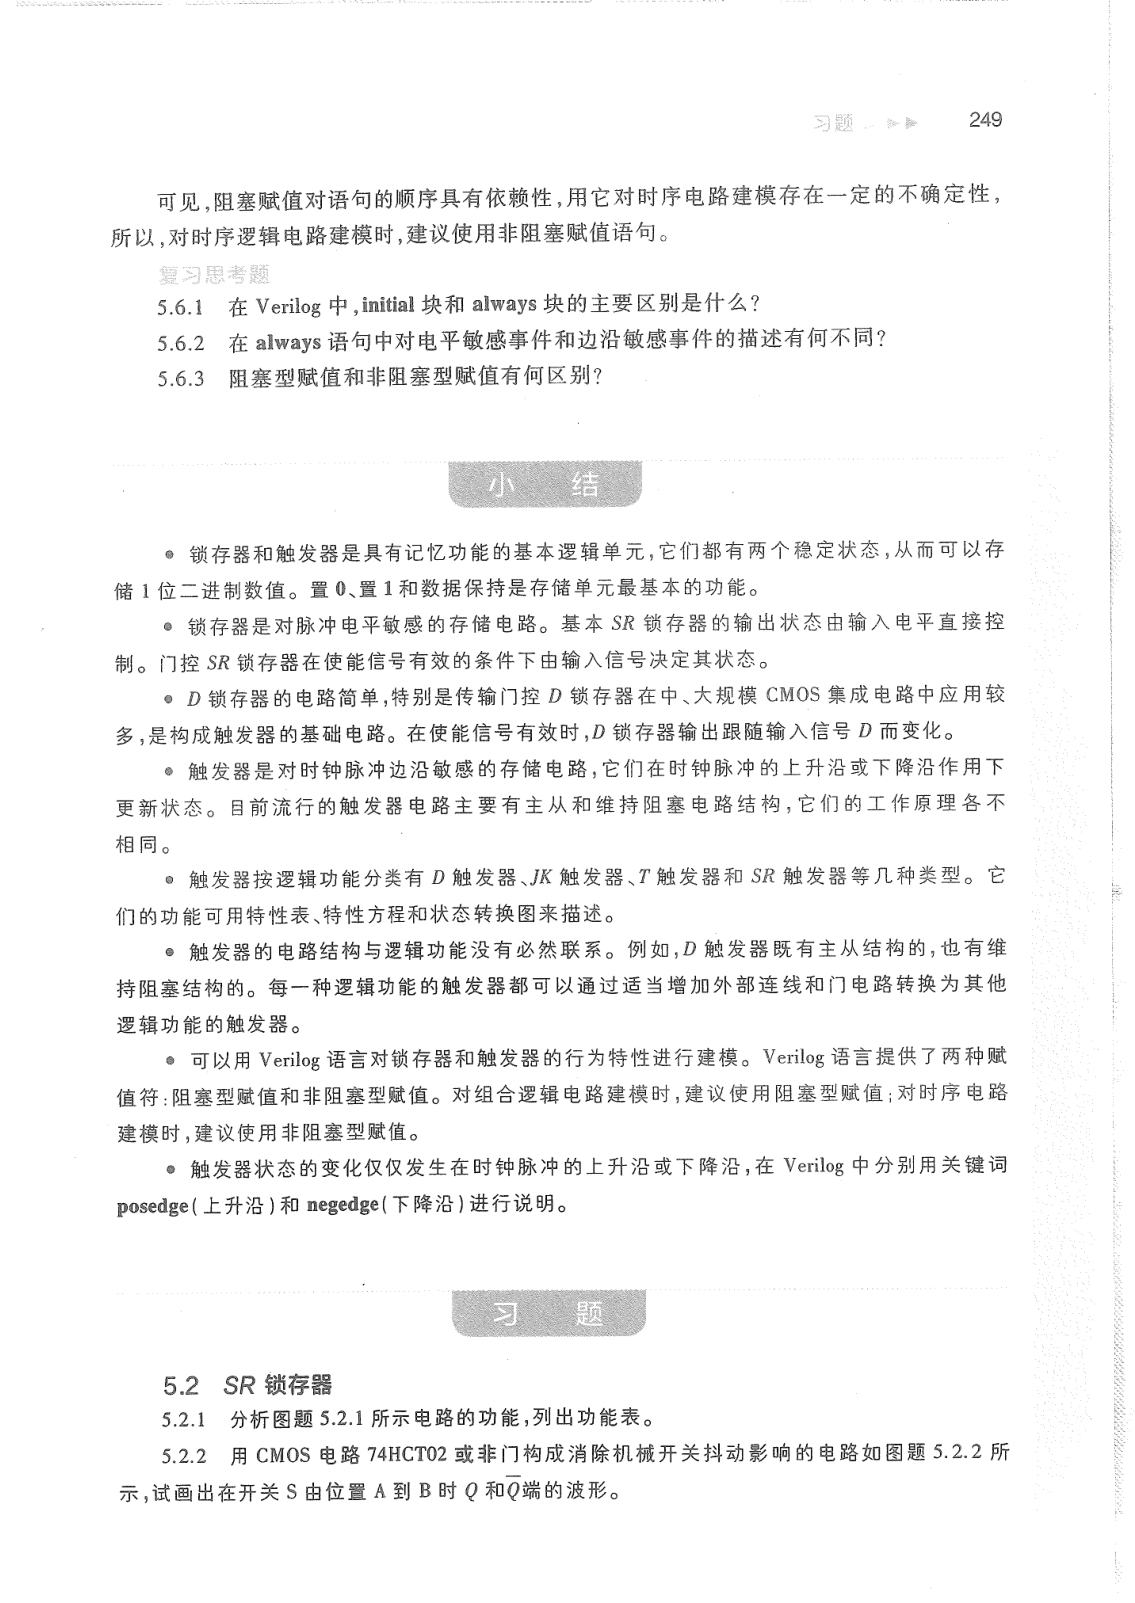 习题 ▶▶ 249
可见,阻塞赋值对语句的顺序具有依赖性,用它对时序电路建模存在一定的不确定性,
所以,对时序逻辑电路建模时,建议使用非阻塞赋值语句。
复习思考题
5.6.1 在 Verilog 中,initial 块和 always 块的主要区别是什么?
5.6.2 在 always 语句中对电平敏感事件和边沿敏感事件的描述有何不同?
5.6.3 阻塞型赋值和非阻塞型赋值有何区别?
小 结
● 锁存器和触发器是具有记忆功能的基本逻辑单元,它们都有两个稳定状态,从而可以存
储 1 位二进制数值。置 0、置 1 和数据保持是存储单元最基本的功能。
● 锁存器是对脉冲电平敏感的存储电路。基本 SR 锁存器的输出状态由输入电平直接控
制。门控 SR 锁存器在使能信号有效的条件下由输入信号决定其状态。
● D 锁存器的电路简单,特别是传输门控 D 锁存器在中、大规模 CMOS 集成电路中应用较
多,是构成触发器的基础电路。在使能信号有效时,D 锁存器输出跟随输入信号 D 而变化。
● 触发器是对时钟脉冲边沿敏感的存储电路,它们在时钟脉冲的上升沿或下降沿作用下
更新状态。目前流行的触发器电路主要有主从和维持阻塞电路结构,它们的工作原理各不
相同。
● 触发器按逻辑功能分类有 D 触发器、JK 触发器、T 触发器和 SR 触发器等几种类型。它
们的功能可用特性表、特性方程和状态转换图来描述。
● 触发器的电路结构与逻辑功能没有必然联系。例如,D 触发器既有主从结构的,也有维
持阻塞结构的。每一种逻辑功能的触发器都可以通过适当增加外部连线和门电路转换为其他
逻辑功能的触发器。
● 可以用 Verilog 语言对锁存器和触发器的行为特性进行建模。Verilog 语言提供了两种赋
值符:阻塞型赋值和非阻塞型赋值。对组合逻辑电路建模时,建议使用阻塞型赋值;对时序电路
建模时,建议使用非阻塞型赋值。
● 触发器状态的变化仅仅发生在时钟脉冲的上升沿或下降沿,在 Verilog 中分别用关键词
posedge(上升沿)和 negedge(下降沿)进行说明。
习 题
5.2 SR 锁存器
5.2.1 分析图题 5.2.1 所示电路的功能,列出功能表。
5.2.2 用 CMOS 电路 74HCT02 或非门构成消除机械开关抖动影响的电路如图题 5.2.2 所
示,试画出在开关 S 由位置 A 到 B 时 Q 和Q̅端的波形。